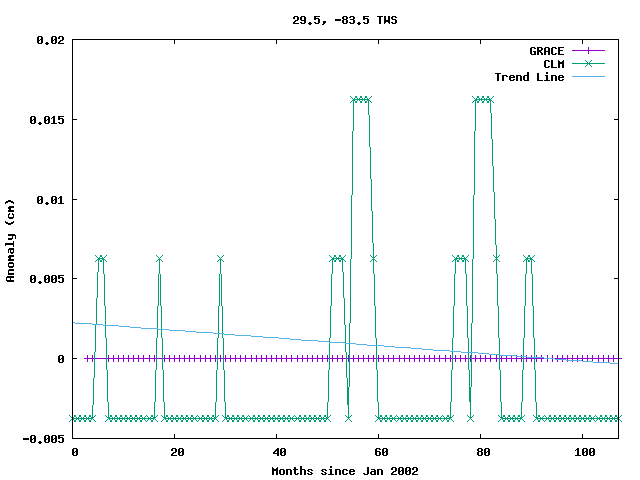 29.5, -83.5 TWS
GRACE
CLM
Trend Line
0.02
0.015
0.01
0.005
0
-0.005
Anomaly (cm)
0 20 40 60 80 100
Months since Jan 2002